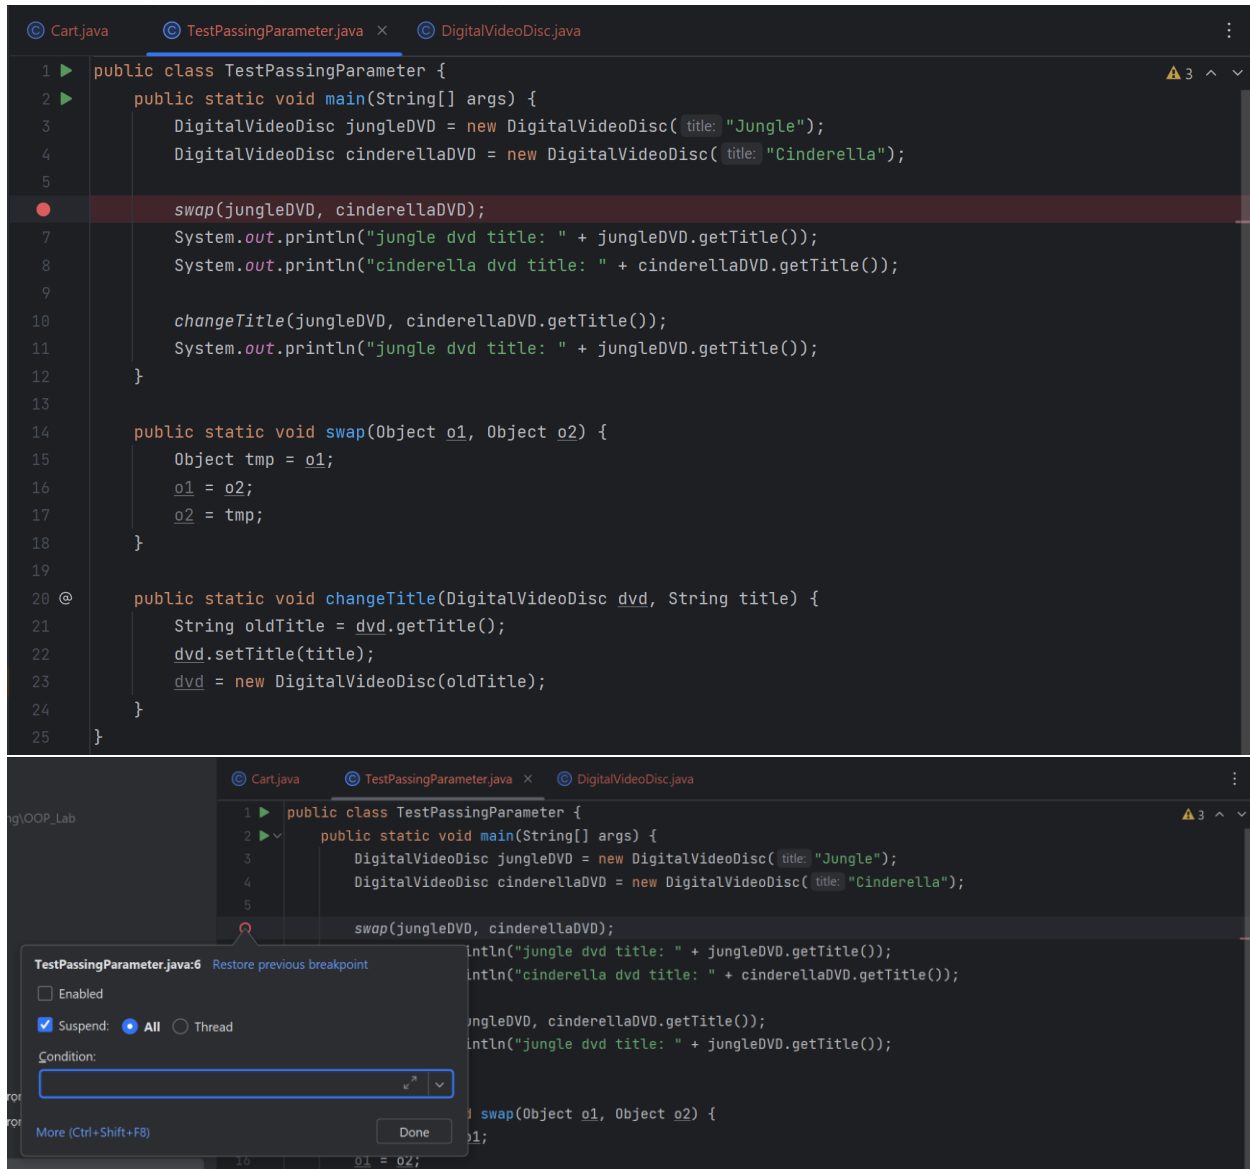 Cart.java TestPassingParameter.java DigitalVideoDisc.java
1 public class TestPassingParameter { 3
2 public static void main(String[] args) {
3 DigitalVideoDisc jungleDVD = new DigitalVideoDisc( title: "Jungle");
4 DigitalVideoDisc cinderellaDVD = new DigitalVideoDisc( title: "Cinderella");
5
swap(jungleDVD, cinderellaDVD);
7 System.out.println("jungle dvd title: " + jungleDVD.getTitle());
8 System.out.println("cinderella dvd title: " + cinderellaDVD.getTitle());
9
10 changeTitle(jungleDVD, cinderellaDVD.getTitle());
11 System.out.println("jungle dvd title: " + jungleDVD.getTitle());
12 }
13
14 public static void swap(Object o1, Object o2) {
15 Object tmp = o1;
16 o1 = o2;
17 o2 = tmp;
18 }
19
20 @ public static void changeTitle(DigitalVideoDisc dvd, String title) {
21 String oldTitle = dvd.getTitle();
22 dvd.setTitle(title);
23 dvd = new DigitalVideoDisc(oldTitle);
24 }
25 }
Cart.java TestPassingParameter.java DigitalVideoDisc.java
ng\OOP_Lab
1 public class TestPassingParameter { 3
2 public static void main(String[] args) {
3 DigitalVideoDisc jungleDVD = new DigitalVideoDisc( title: "Jungle");
4 DigitalVideoDisc cinderellaDVD = new DigitalVideoDisc( title: "Cinderella");
5
swap(jungleDVD, cinderellaDVD);
intln("jungle dvd title: " + jungleDVD.getTitle());
TestPassingParameter.java:6 Restore previous breakpoint
intln("cinderella dvd title: " + cinderellaDVD.getTitle());
Enabled
ungleDVD, cinderellaDVD.getTitle());
Suspend: All Thread
intln("jungle dvd title: " + jungleDVD.getTitle());
Condition:
swap(Object o1, Object o2) {
More (Ctrl+Shift+F8) Done
o1;
16 o1 = o2;